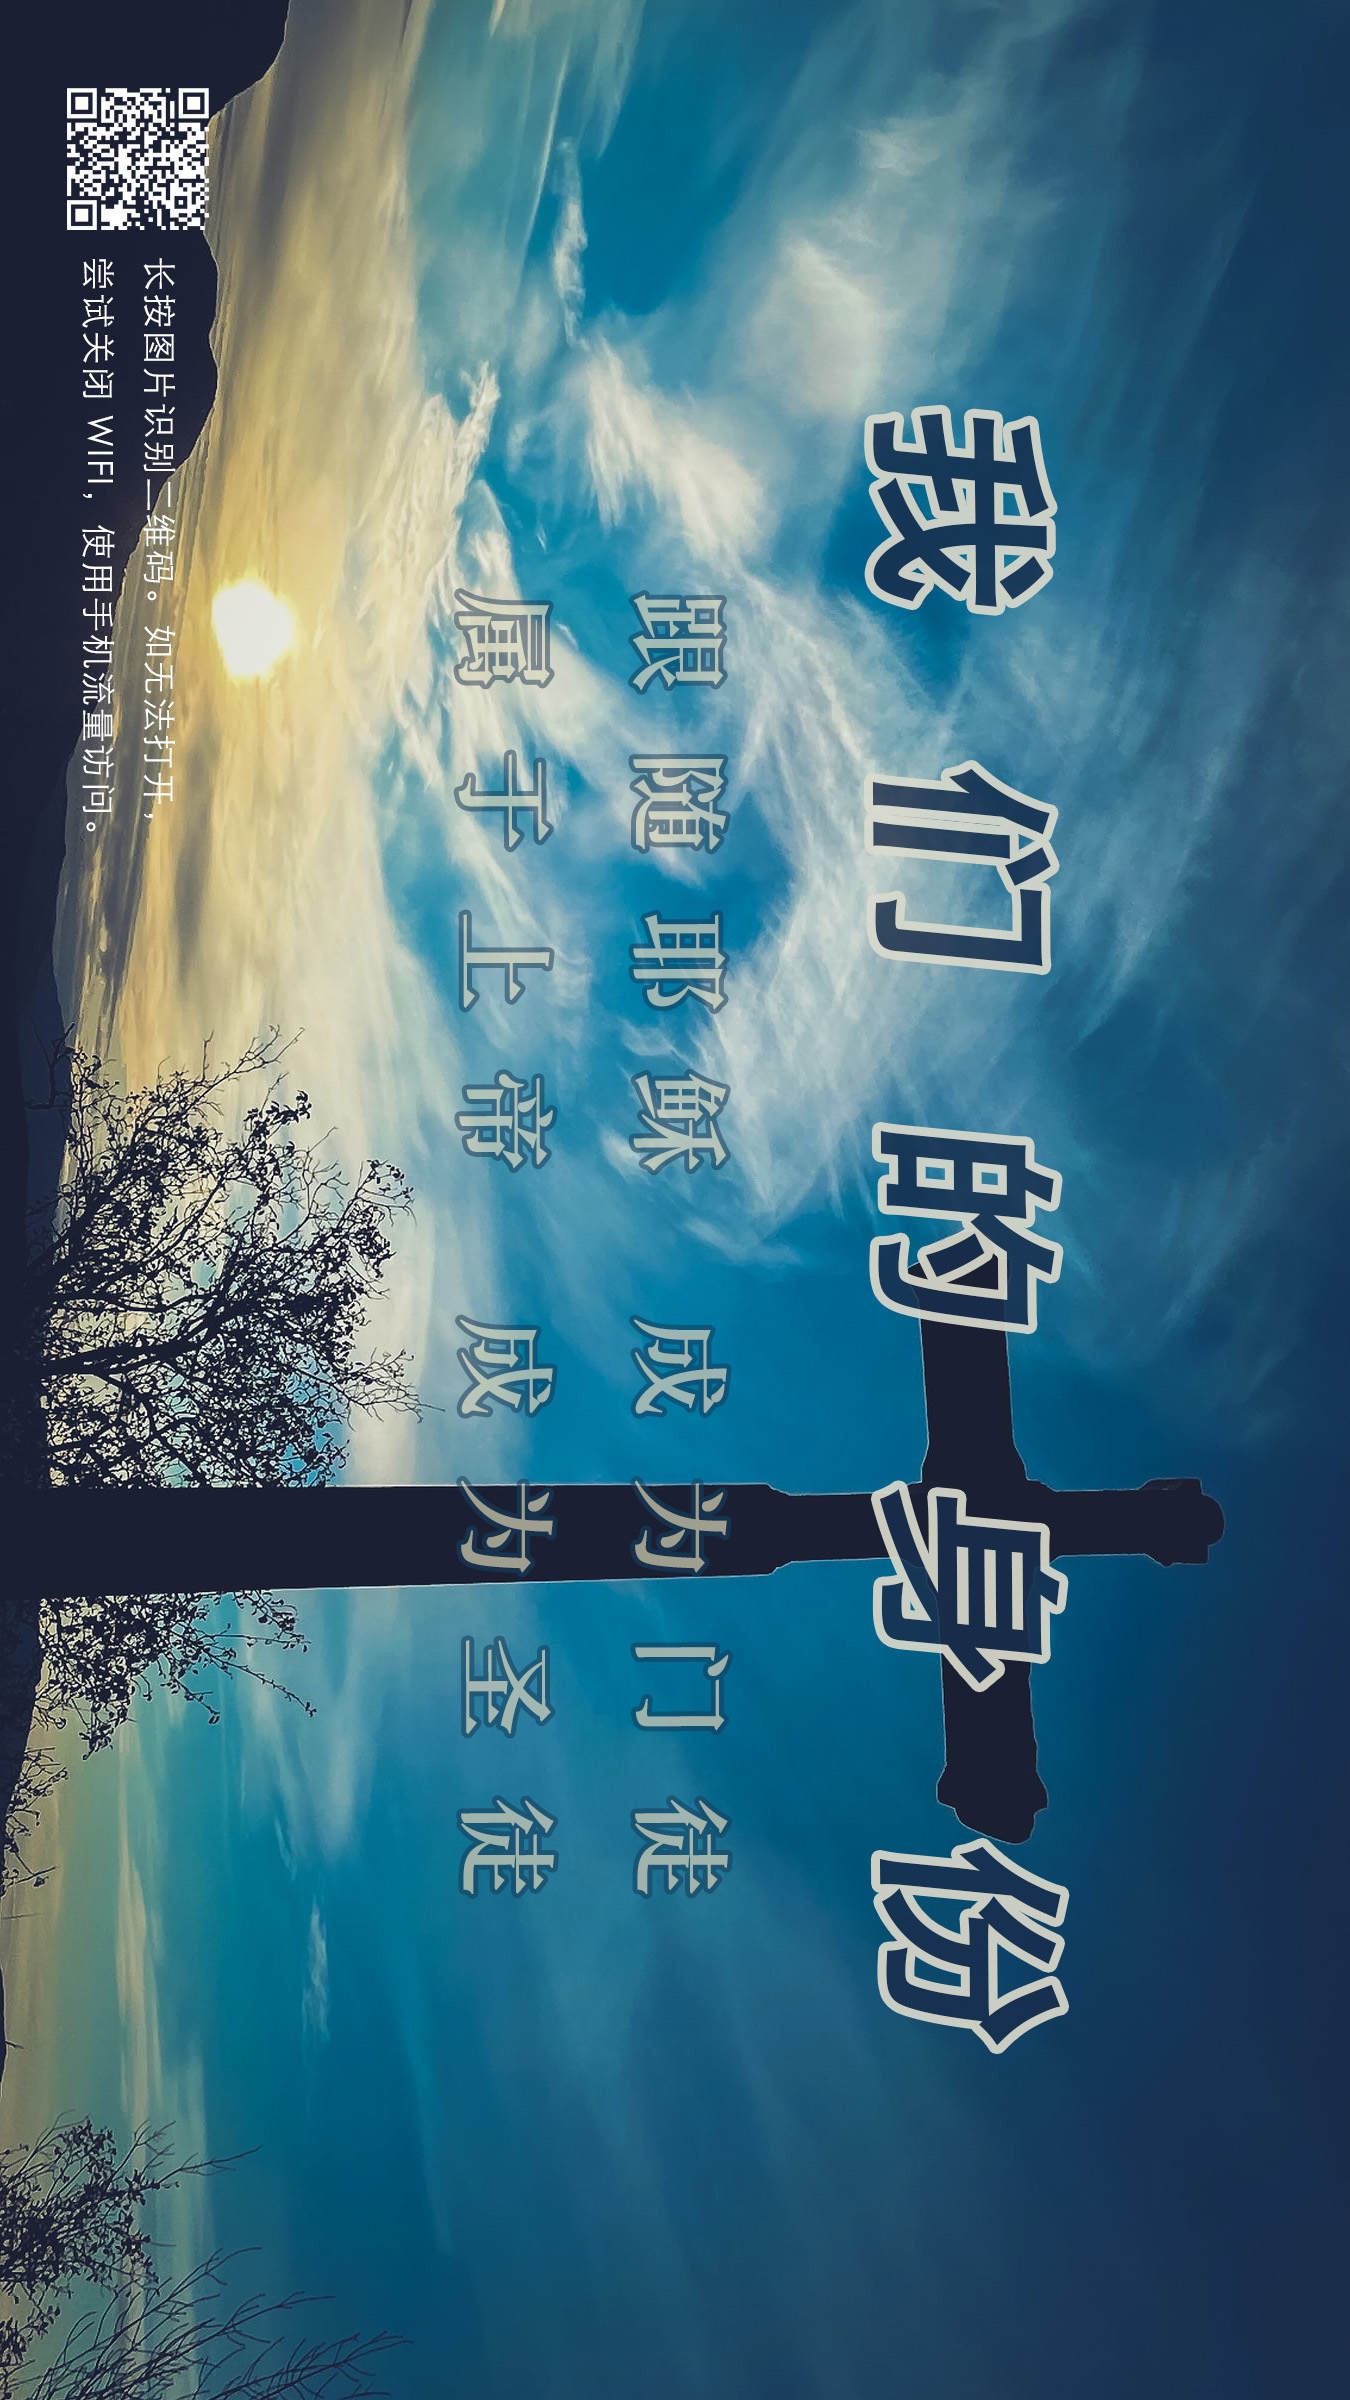 我们的身份
跟随耶稣 成为门徒
属于上帝 成为圣徒
长按图片识别二维码。如无法打开，
尝试关闭 WIFI，使用手机流量访问。